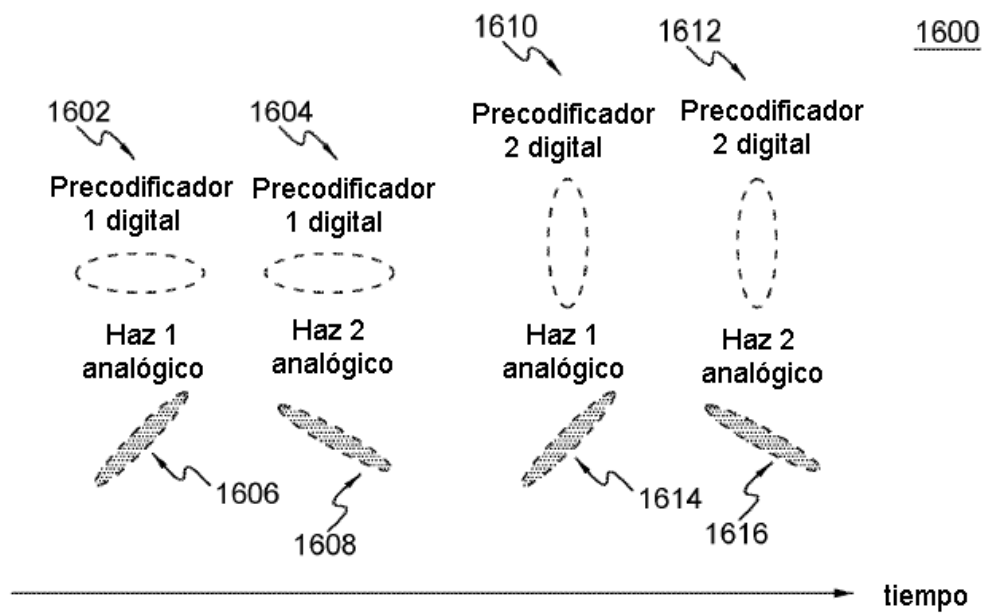 1610
1612
1600
1602
1604
Precodificador
2 digital
Precodificador
2 digital
Precodificador
1 digital
Precodificador
1 digital
Haz 1
analógico
Haz 2
analógico
Haz 1
analógico
Haz 2
analógico
1606
1608
1614
1616
tiempo